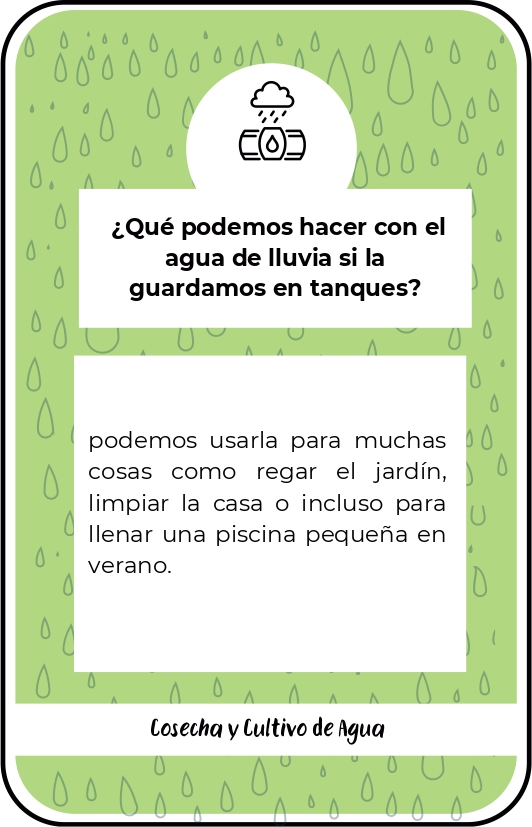 ¿Qué podemos hacer con el
agua de lluvia si la
guardamos en tanques?
podemos usarla para muchas
cosas como regar el jardín,
limpiar la casa o incluso para
llenar una piscina pequeña en
verano.
Cosecha y Cultivo de Agua